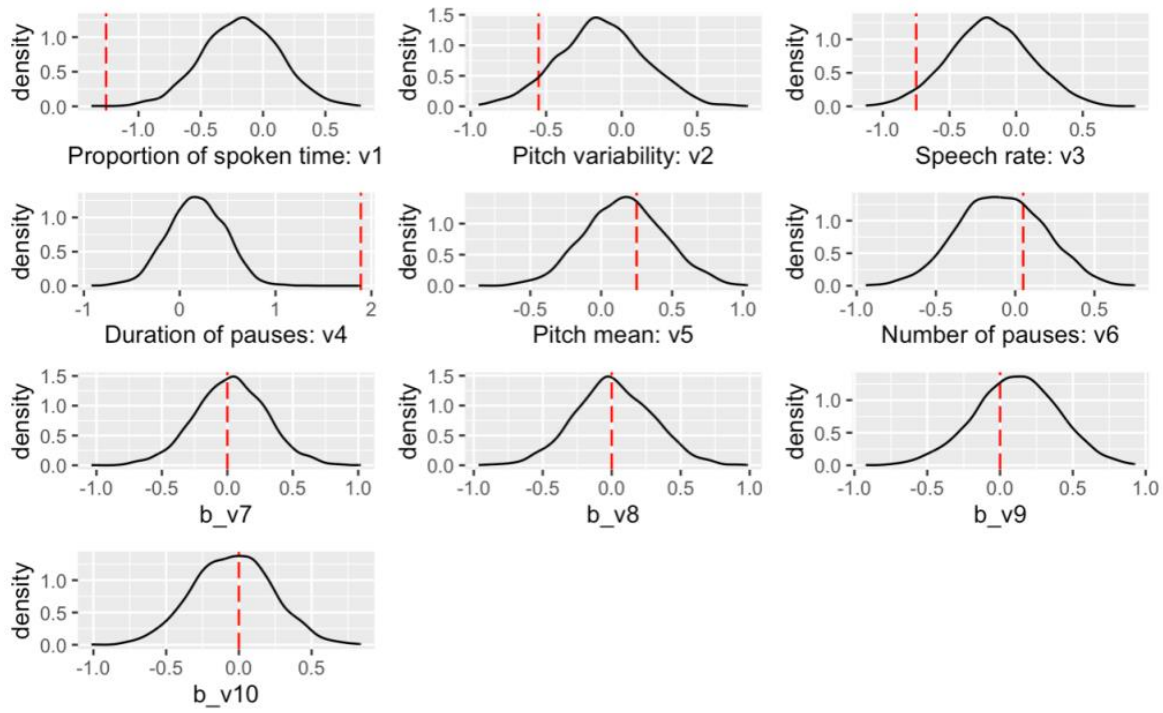 density
1.0
0.5
0.0
-1.0 -0.5 0.0 0.5
Proportion of spoken time: v1
density
1.5
1.0
0.5
0.0
-1.0 -0.5 0.0 0.5
Pitch variability: v2
density
1.0
0.5
0.0
-1.0 -0.5 0.0 0.5
Speech rate: v3
density
1.0
0.5
0.0
-1 0 1 2
Duration of pauses: v4
density
1.0
0.5
0.0
-0.5 0.0 0.5 1.0
Pitch mean: v5
density
1.0
0.5
0.0
-1.0 -0.5 0.0 0.5
Number of pauses: v6
density
1.5
1.0
0.5
0.0
-1.0 -0.5 0.0 0.5 1.0
b_v7
density
1.5
1.0
0.5
0.0
-1.0 -0.5 0.0 0.5 1.0
b_v8
density
1.0
0.5
0.0
-1.0 -0.5 0.0 0.5 1.0
b_v9
density
1.0
0.5
0.0
-1.0 -0.5 0.0 0.5
b_v10